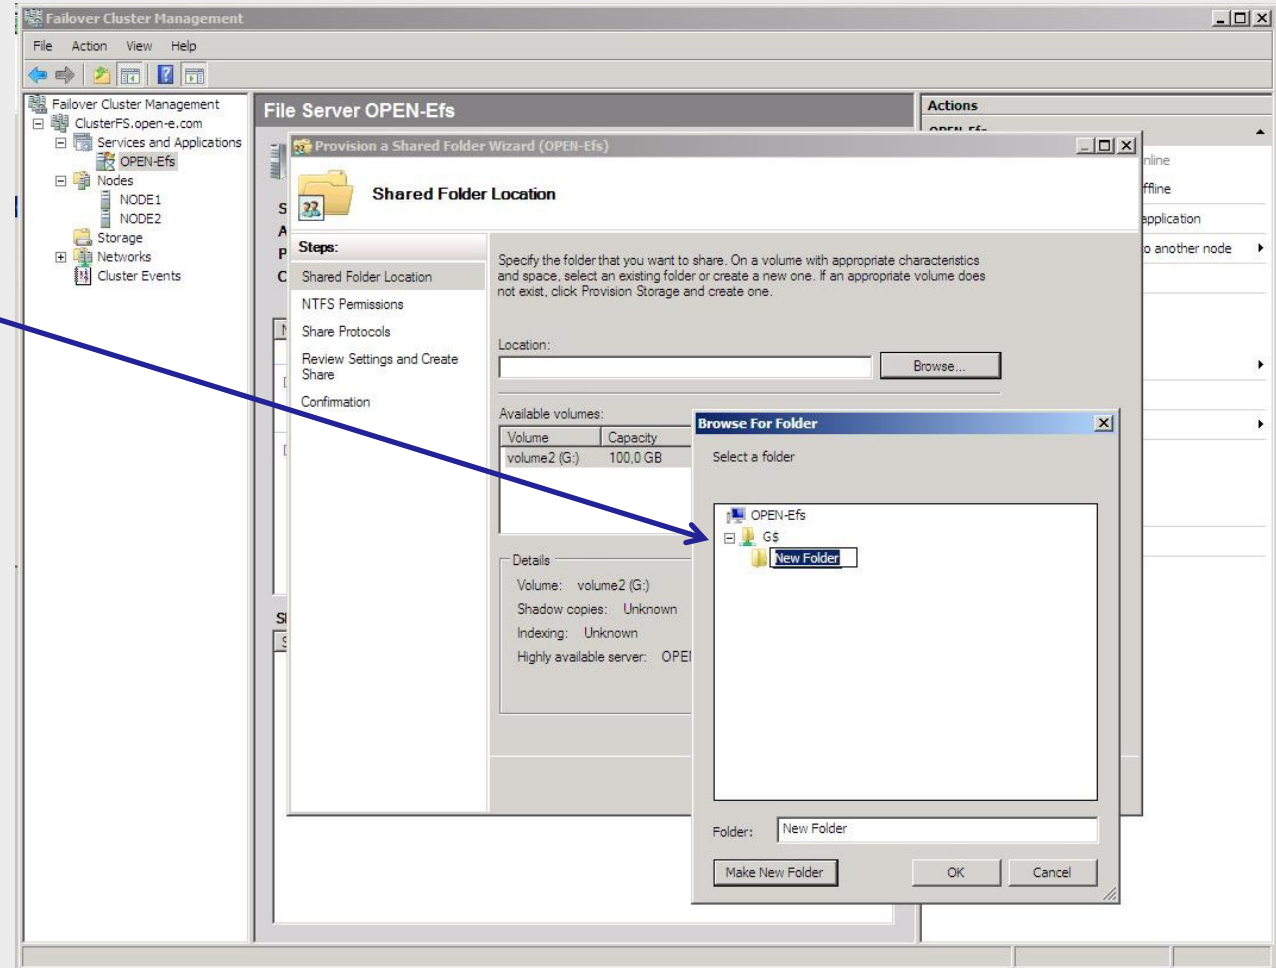 Failover Cluster Management
File Action View Help
Failover Cluster Management
ClusterFS.open-e.com
Services and Applications
OPEN-Efs
Nodes
NODE1
NODE2
Storage
Networks
Cluster Events
File Server OPEN-Efs
Actions
OPEN-Efs
nline
ffline
application
o another node
Provision a Shared Folder Wizard (OPEN-Efs)
Shared Folder Location
Steps:
Shared Folder Location
NTFS Permissions
Share Protocols
Review Settings and Create
Share
Confirmation
Specify the folder that you want to share. On a volume with appropriate characteristics
and space, select an existing folder or create a new one. If an appropriate volume does
not exist, click Provision Storage and create one.
Location:
Browse...
Available volumes:
Volume Capacity
volume2 (G:) 100,0 GB
Details
Volume: volume2 (G:)
Shadow copies: Unknown
Indexing: Unknown
Highly available server: OPE
Browse For Folder
Select a folder
OPEN-Efs
G$
New Folder
Folder: New Folder
Make New Folder OK Cancel